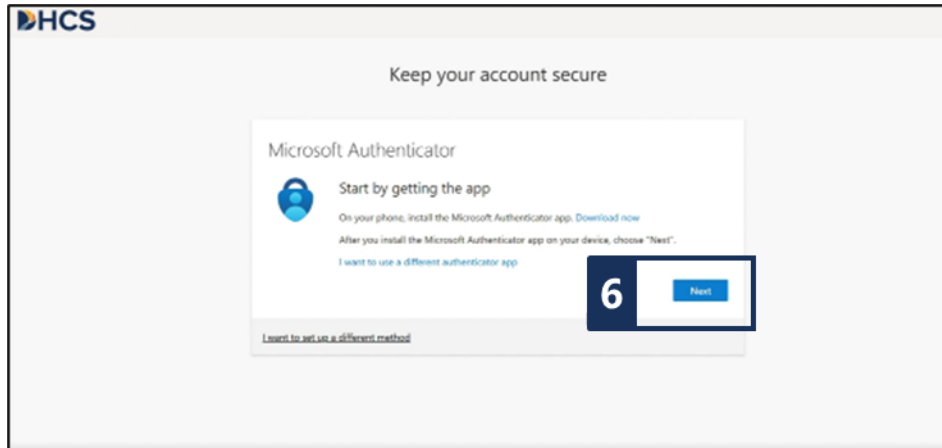 DHCS
Keep your account secure
Microsoft Authenticator
Start by getting the app
On your phone, install the Microsoft Authenticator app. Download now
After you install the Microsoft Authenticator app on your device, choose "Next".
I want to use a different authenticator app
6
Next
I want to set up a different method